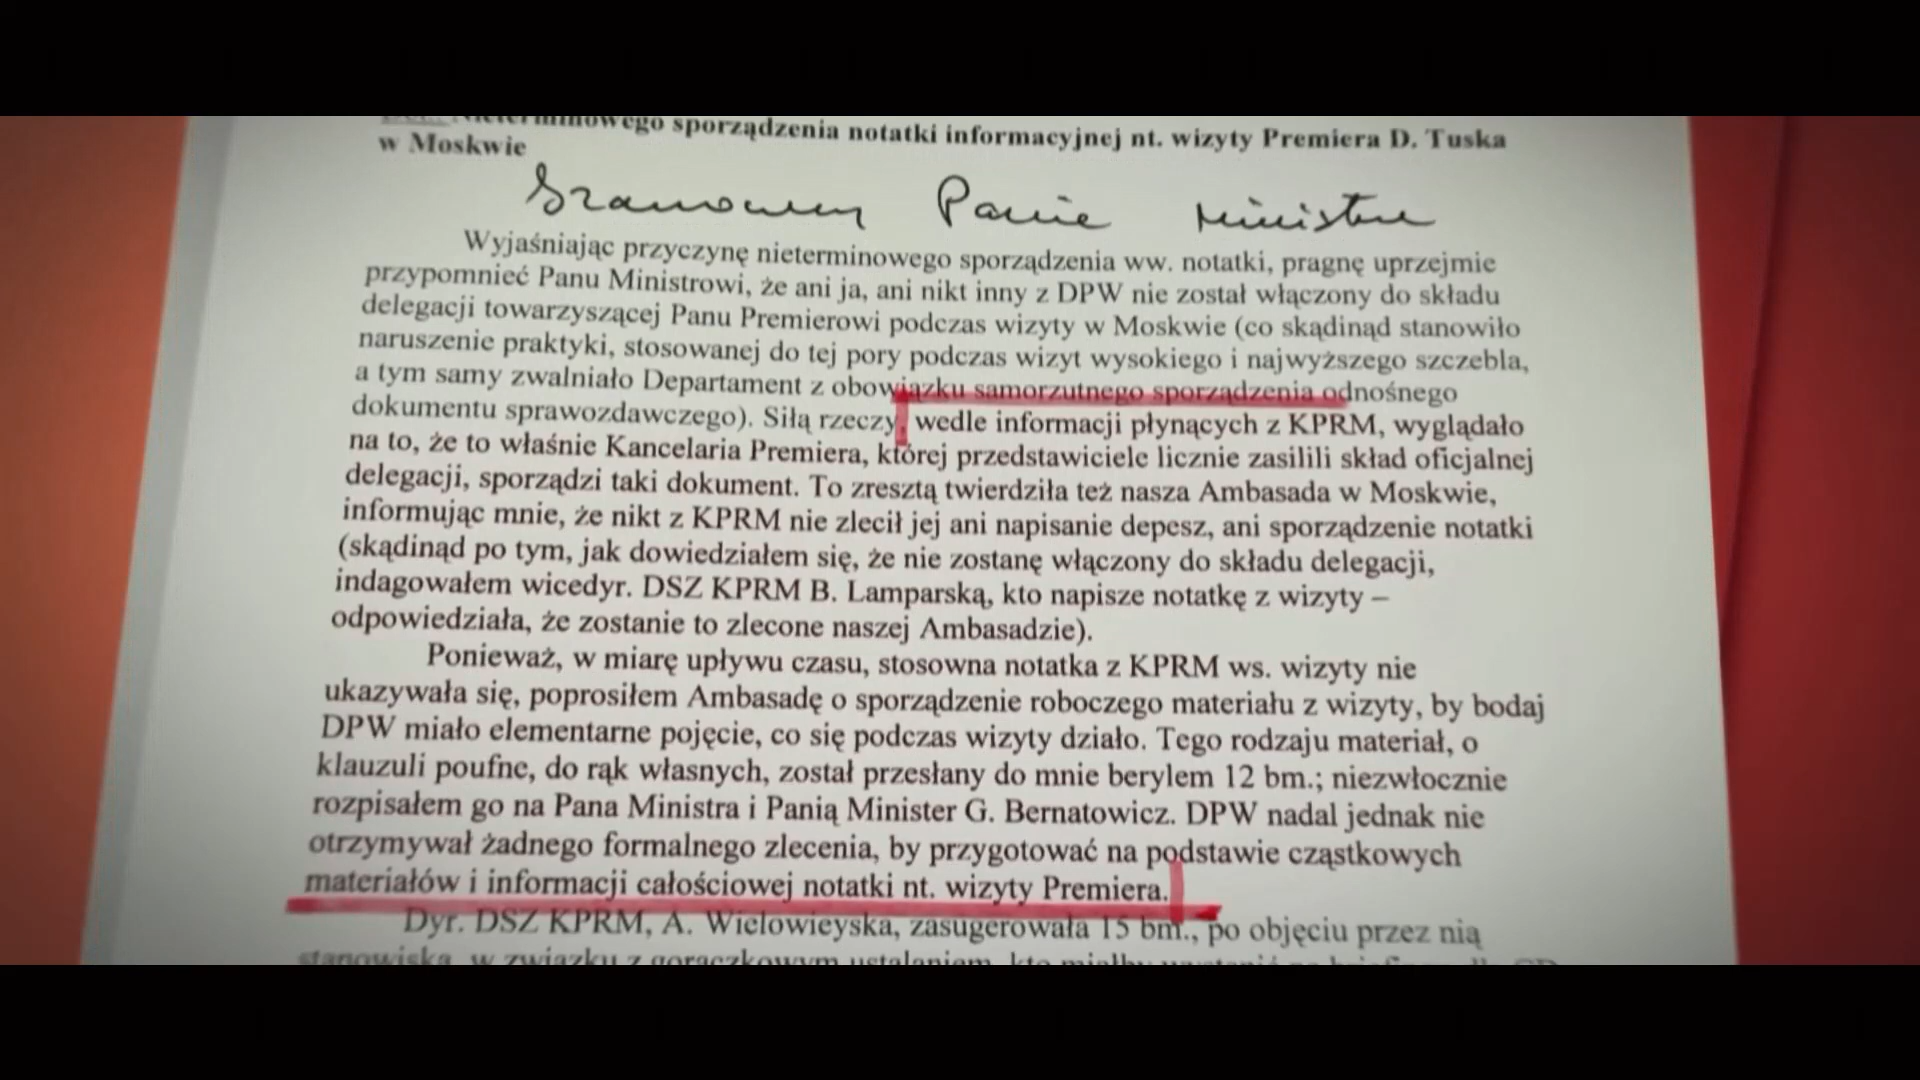 nieterminowego sporządzenia notatki informacyjnej nt. wizyty Premiera D. Tuska
w Moskwie
Szanowny Panie Ministrze
Wyjaśniając przyczynę nieterminowego sporządzenia ww. notatki, pragnę uprzejmie
przypomnieć Panu Ministrowi, że ani ja, ani nikt inny z DPW nie został włączony do składu
delegacji towarzyszącej Panu Premierowi podczas wizyty w Moskwie (co skądinąd stanowiło
naruszenie praktyki, stosowanej do tej pory podczas wizyt wysokiego i najwyższego szczebla,
a tym samy zwalniało Departament z obowiązku samorzutnego sporządzenia odnośnego
dokumentu sprawozdawczego). Siłą rzeczy, wedle informacji płynących z KPRM, wyglądało
na to, że to właśnie Kancelaria Premiera, której przedstawiciele licznie zasilili skład oficjalnej
delegacji, sporządzi taki dokument. To zresztą twierdziła też nasza Ambasada w Moskwie,
informując mnie, że nikt z KPRM nie zlecił jej ani napisanie depesz, ani sporządzenie notatki
(skądinąd po tym, jak dowiedziałem się, że nie zostanę włączony do składu delegacji,
indagowałem wicedyr. DSZ KPRM B. Lamparską, kto napisze notatkę z wizyty –
odpowiedziała, że zostanie to zlecone naszej Ambasadzie).
Ponieważ, w miarę upływu czasu, stosowna notatka z KPRM ws. wizyty nie
ukazywała się, poprosiłem Ambasadę o sporządzenie roboczego materiału z wizyty, by bodaj
DPW miało elementarne pojęcie, co się podczas wizyty działo. Tego rodzaju materiał, o
klauzuli poufne, do rąk własnych, został przesłany do mnie berylem 12 bm.; niezwłocznie
rozpisałem go na Pana Ministra i Panią Minister G. Bernatowicz. DPW nadal jednak nie
otrzymywał żadnego formalnego zlecenia, by przygotować na podstawie cząstkowych
materiałów i informacji całościowej notatki nt. wizyty Premiera.
Dyr. DSZ KPRM, A. Wielowieyska, zasugerowała 15 bm., po objęciu przez nią
stanowiska, w związku z gorączkowym ustalaniem, kto miałby